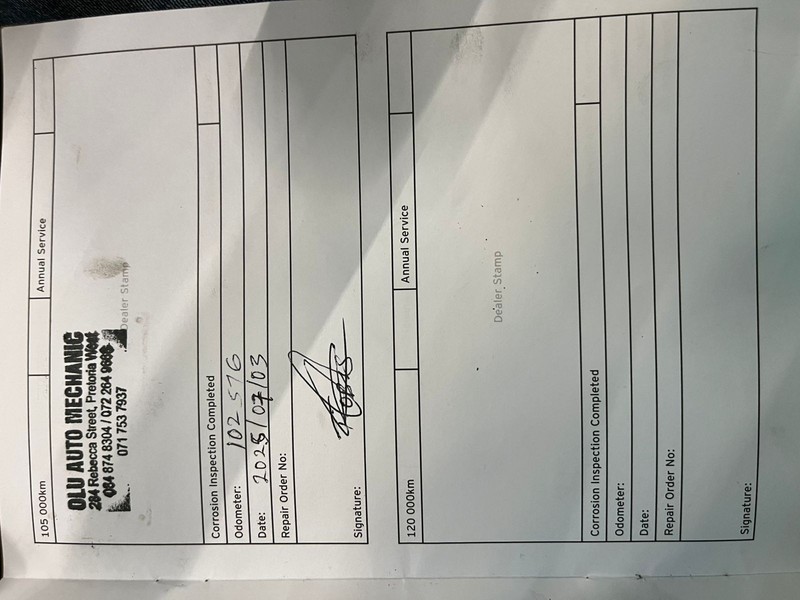 105 000km Annual Service
OLU AUTO MECHANIC
284 Rebecca Street, Pretoria West
084 874 8304 / 072 264 9668
071 753 7937
Dealer Stamp
Corrosion Inspection Completed
Odometer: 102 576
Date: 2025/07/03
Repair Order No:
Signature:
120 000km Annual Service
Dealer Stamp
Corrosion Inspection Completed
Odometer:
Date:
Repair Order No:
Signature: